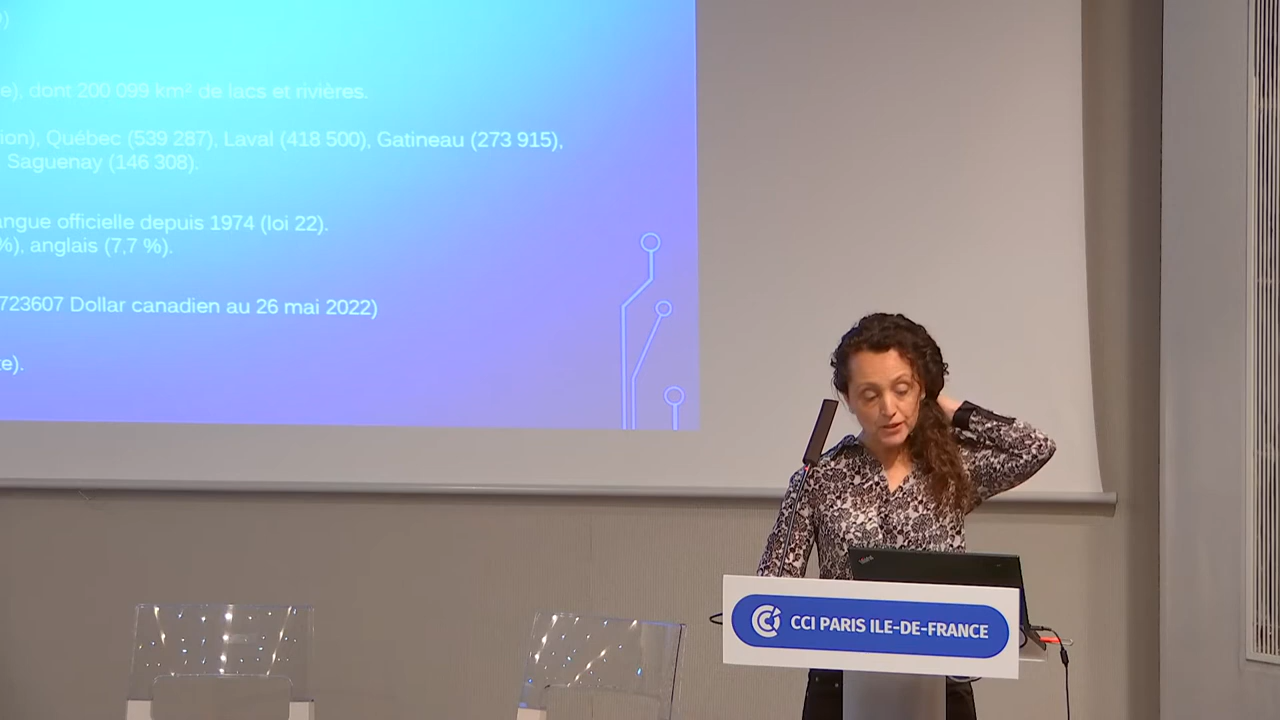 )
e), dont 200 099 km² de lacs et rivières.
ion), Québec (539 287), Laval (418 500), Gatineau (273 915),
Saguenay (146 308).
angue officielle depuis 1974 (loi 22).
%), anglais (7,7 %).
723607 Dollar canadien au 26 mai 2022)
te).
CCI PARIS ILE-DE-FRANCE